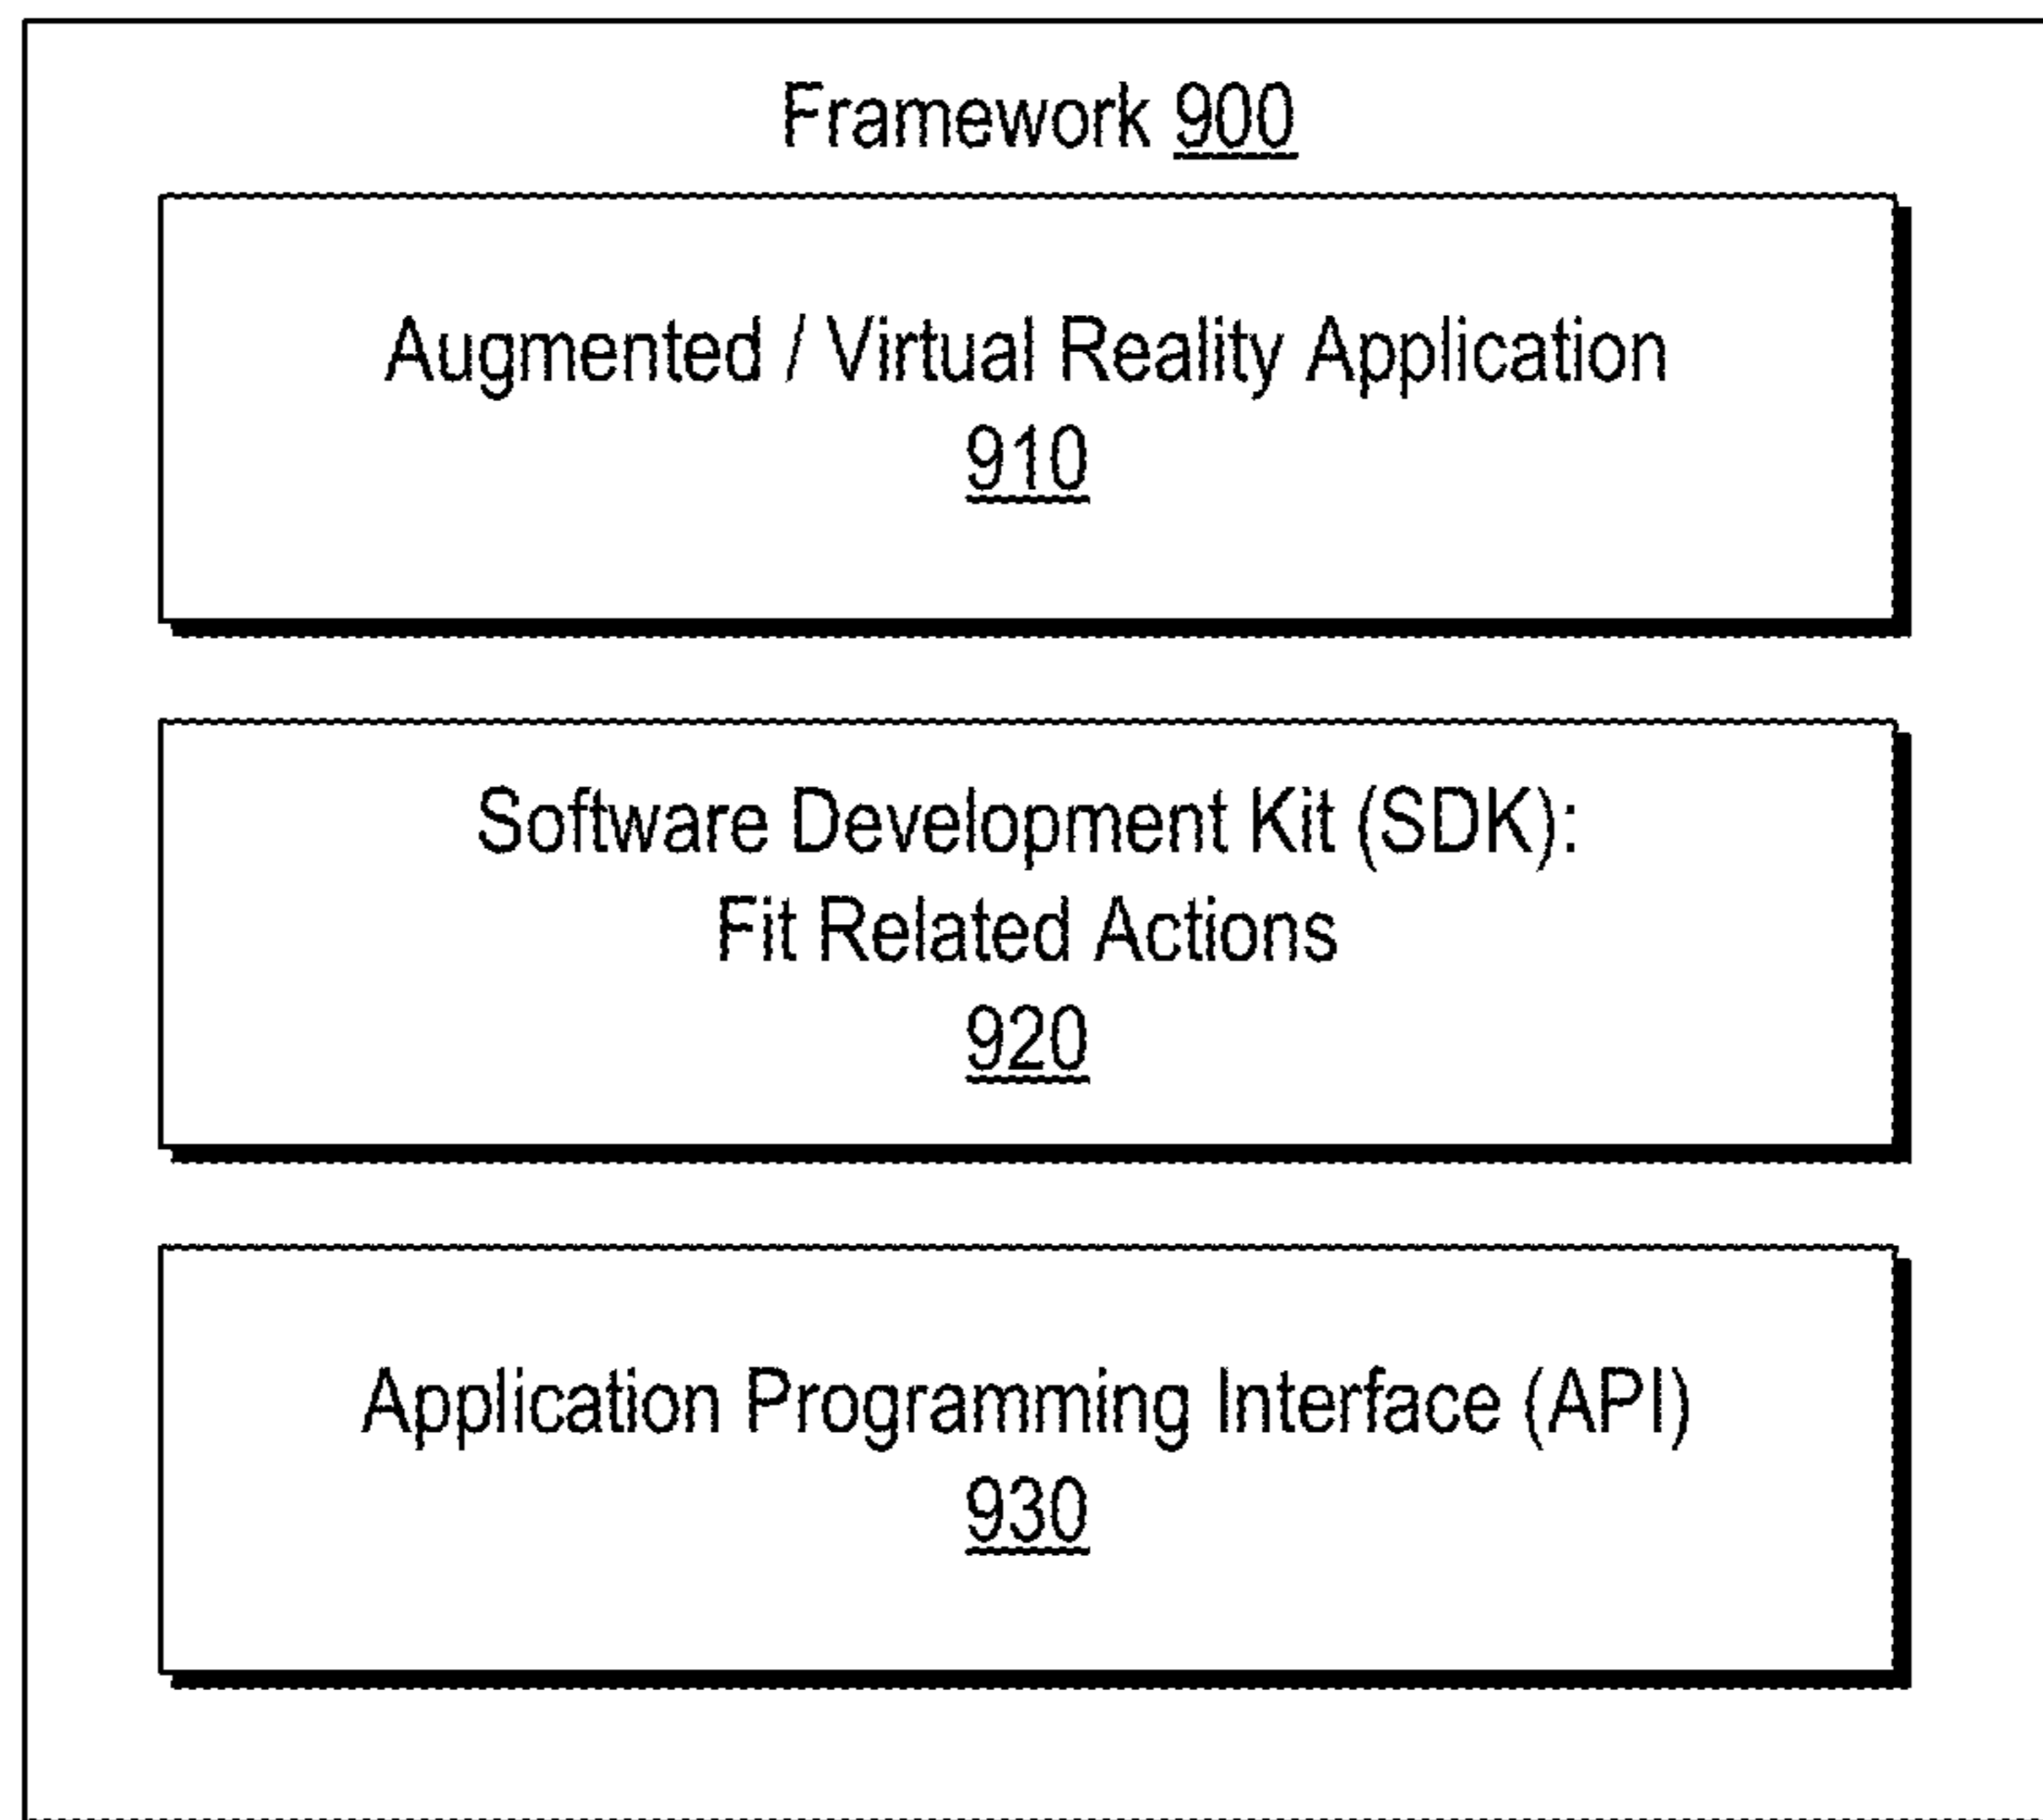 Framework 900
Augmented / Virtual Reality Application
910
Software Development Kit (SDK):
Fit Related Actions
920
Application Programming Interface (API)
930